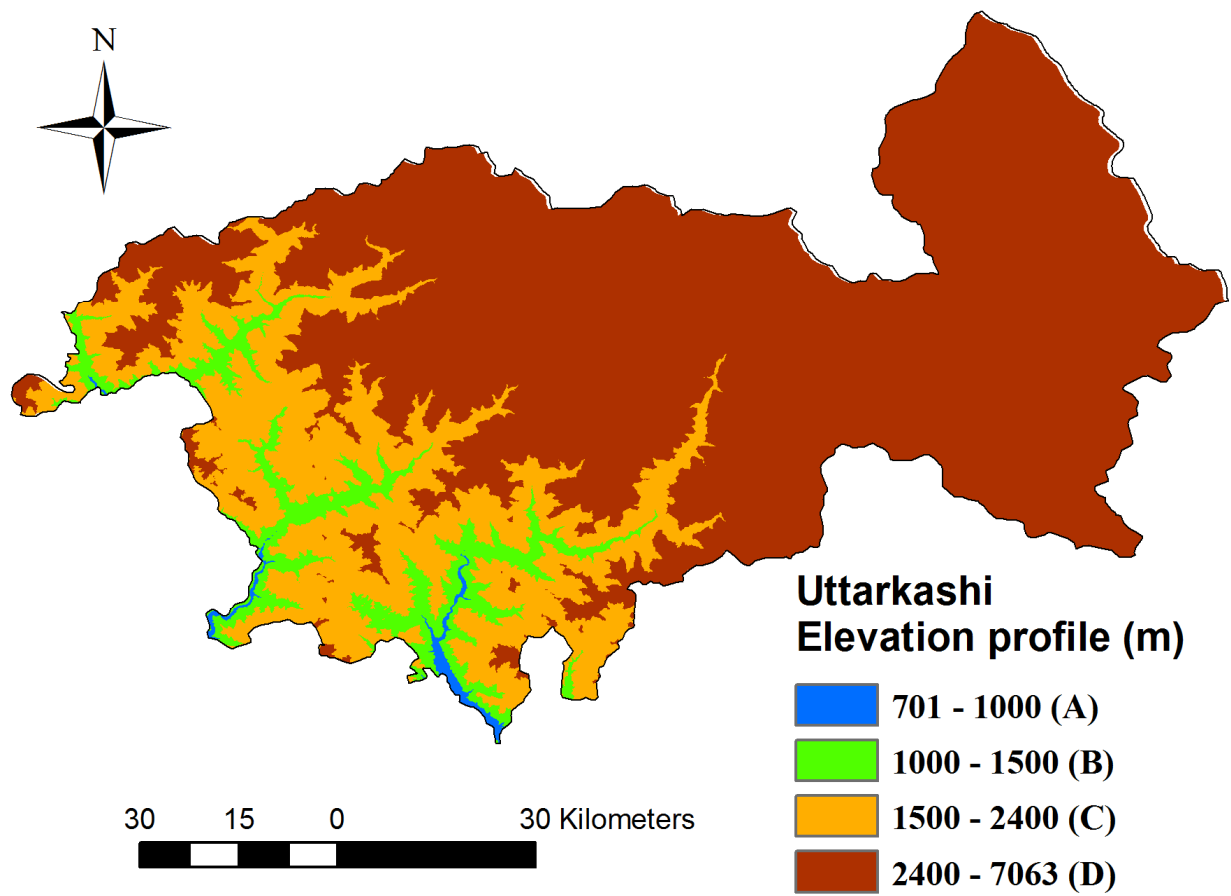 N
Uttarkashi
Elevation profile (m)
701 - 1000 (A)
1000 - 1500 (B)
1500 - 2400 (C)
2400 - 7063 (D)
30 15 0 30 Kilometers